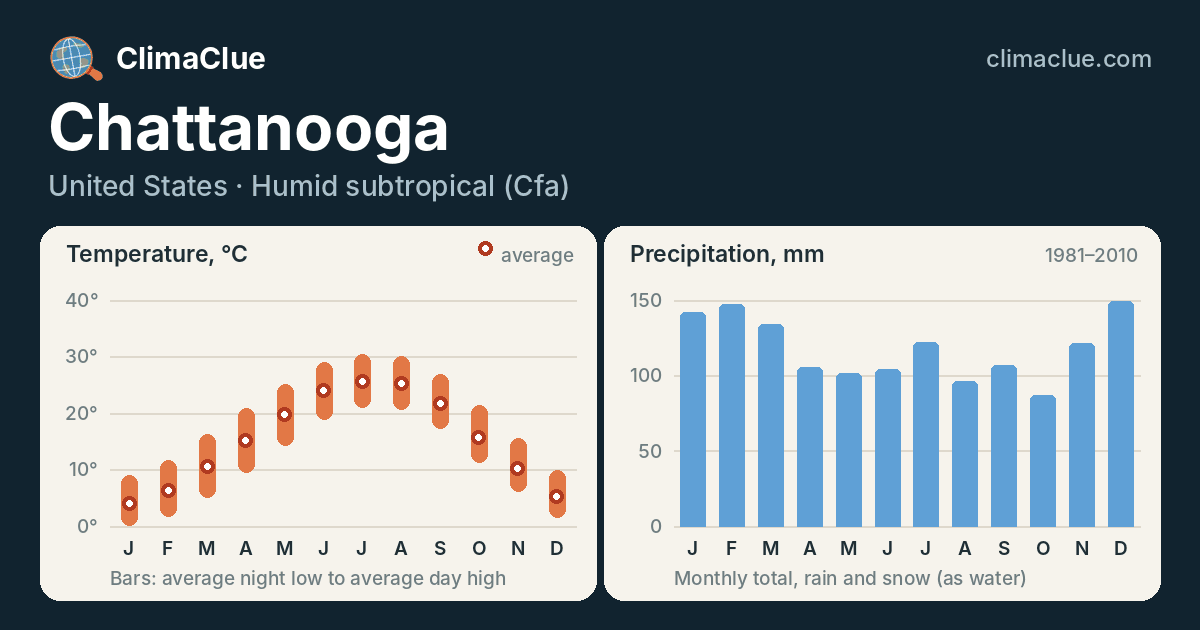 ClimaClue
climaclue.com
Chattanooga
United States · Humid subtropical (Cfa)
Temperature, °C
average
40°
30°
20°
10°
0°
J F M A M J J A S O N D
Bars: average night low to average day high
Precipitation, mm
1981–2010
150
100
50
0
J F M A M J J A S O N D
Monthly total, rain and snow (as water)